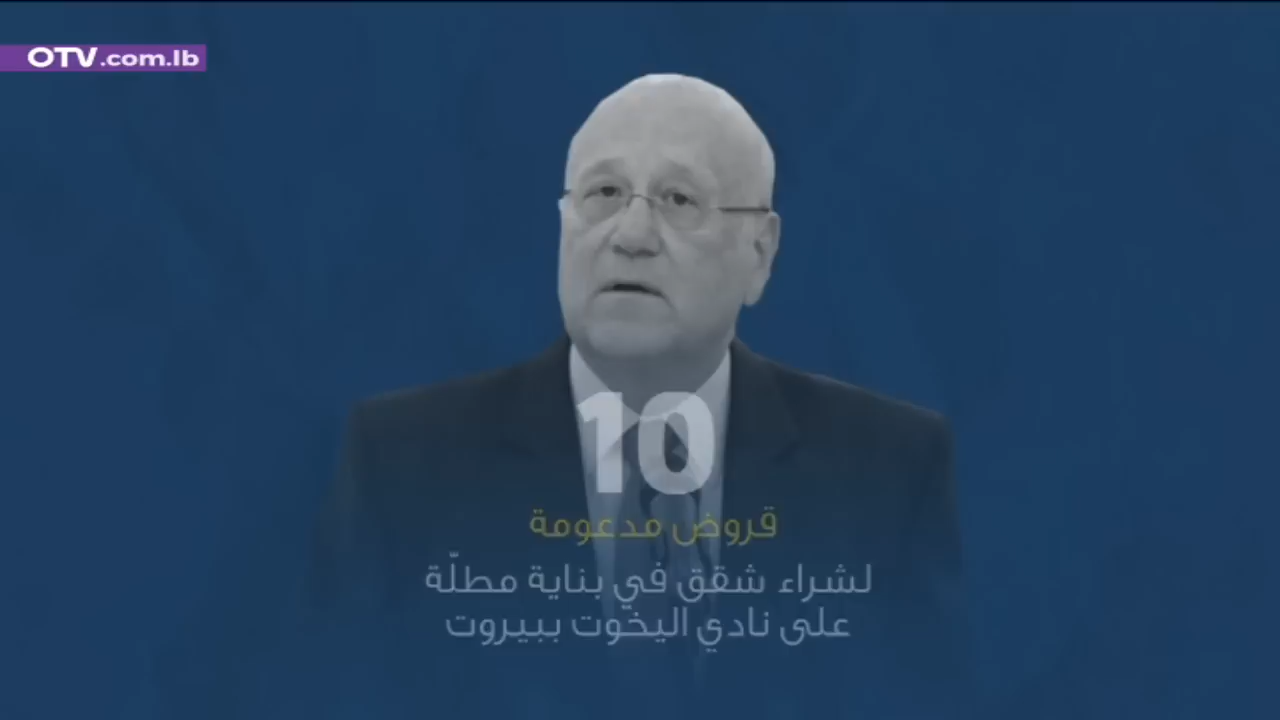 OTV.com.lb
10
قروض مدعومة
لشراء شقق في بناية مطلّة
على نادي اليخوت ببيروت